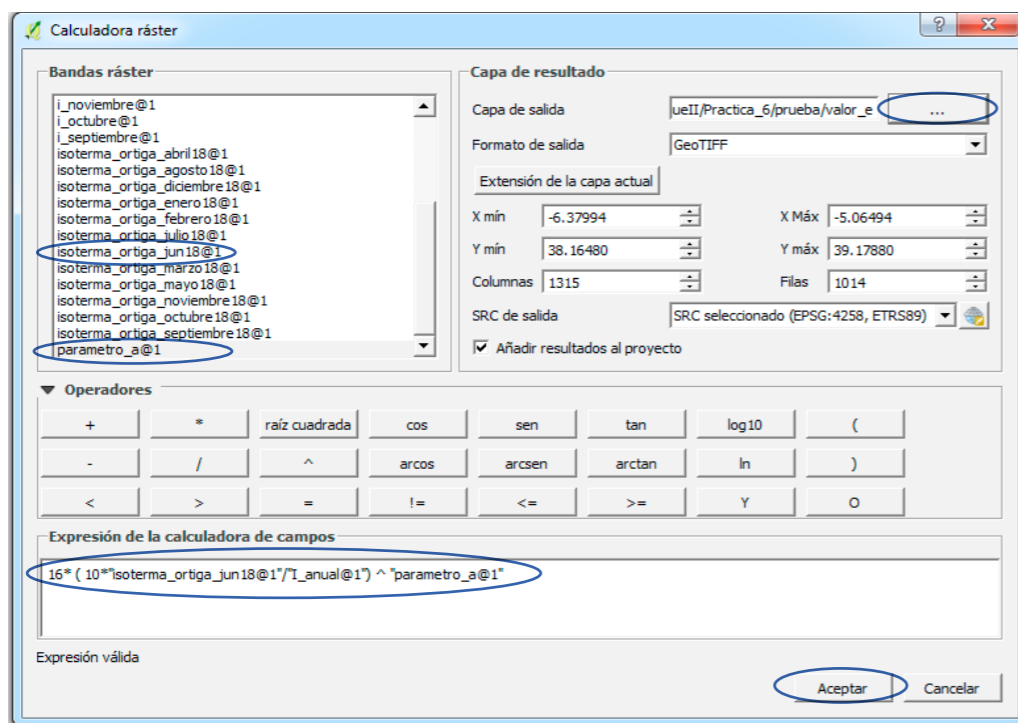 Calculadora ráster
?
Bandas ráster
i_noviembre@1
i_octubre@1
i_septiembre@1
isoterma_ortiga_abril18@1
isoterma_ortiga_agosto18@1
isoterma_ortiga_diciembre18@1
isoterma_ortiga_enero18@1
isoterma_ortiga_febrero18@1
isoterma_ortiga_julio18@1
isoterma_ortiga_jun18@1
isoterma_ortiga_marzo18@1
isoterma_ortiga_mayo18@1
isoterma_ortiga_noviembre18@1
isoterma_ortiga_octubre18@1
isoterma_ortiga_septiembre18@1
parametro_a@1
Capa de resultado
Capa de salida ueII/Practica_6/prueba/valor_e ...
Formato de salida GeoTIFF
Extensión de la capa actual
X mín -6.37994 X Máx -5.06494
Y mín 38.16480 Y máx 39.17880
Columnas 1315 Filas 1014
SRC de salida SRC seleccionado (EPSG:4258, ETRS89)
Añadir resultados al proyecto
Operadores
+ * raíz cuadrada cos sen tan log10 (
- / ^ arcos arcsen arctan ln )
< > = != <= >= Y O
Expresión de la calculadora de campos
16* ( 10*"isoterma_ortiga_jun18@1"/"I_anual@1") ^ "parametro_a@1"
Expresión válida
Aceptar Cancelar